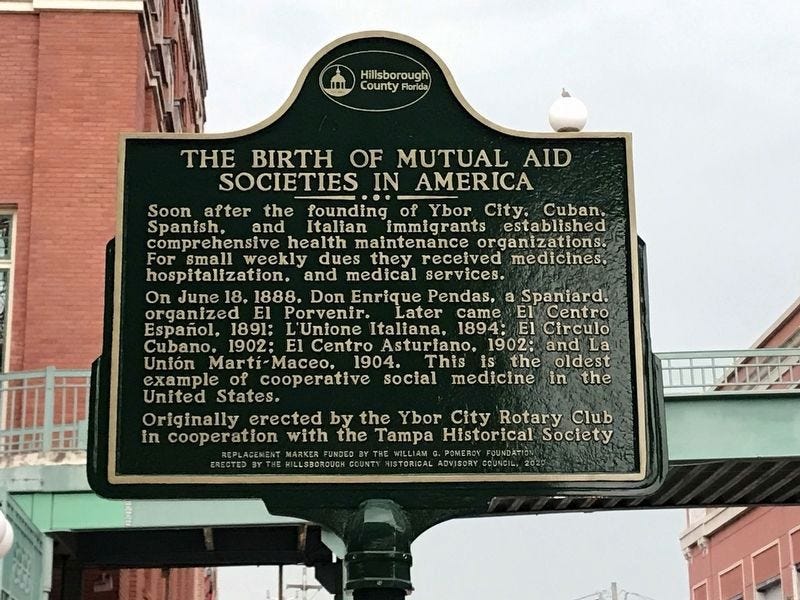 Hillsborough
County Florida
THE BIRTH OF MUTUAL AID
SOCIETIES IN AMERICA
Soon after the founding of Ybor City, Cuban,
Spanish, and Italian immigrants established
comprehensive health maintenance organizations.
For small weekly dues they received medicines,
hospitalization, and medical services.
On June 18, 1888, Don Enrique Pendas, a Spaniard,
organized El Porvenir. Later came El Centro
Español, 1891; L'Unione Italiana, 1894; El Circulo
Cubano, 1902; El Centro Asturiano, 1902; and La
Unión Martí-Maceo, 1904. This is the oldest
example of cooperative social medicine in the
United States.
Originally erected by the Ybor City Rotary Club
in cooperation with the Tampa Historical Society
REPLACEMENT MARKER FUNDED BY THE WILLIAM G. POMEROY FOUNDATION
ERECTED BY THE HILLSBOROUGH COUNTY HISTORICAL ADVISORY COUNCIL, 2020